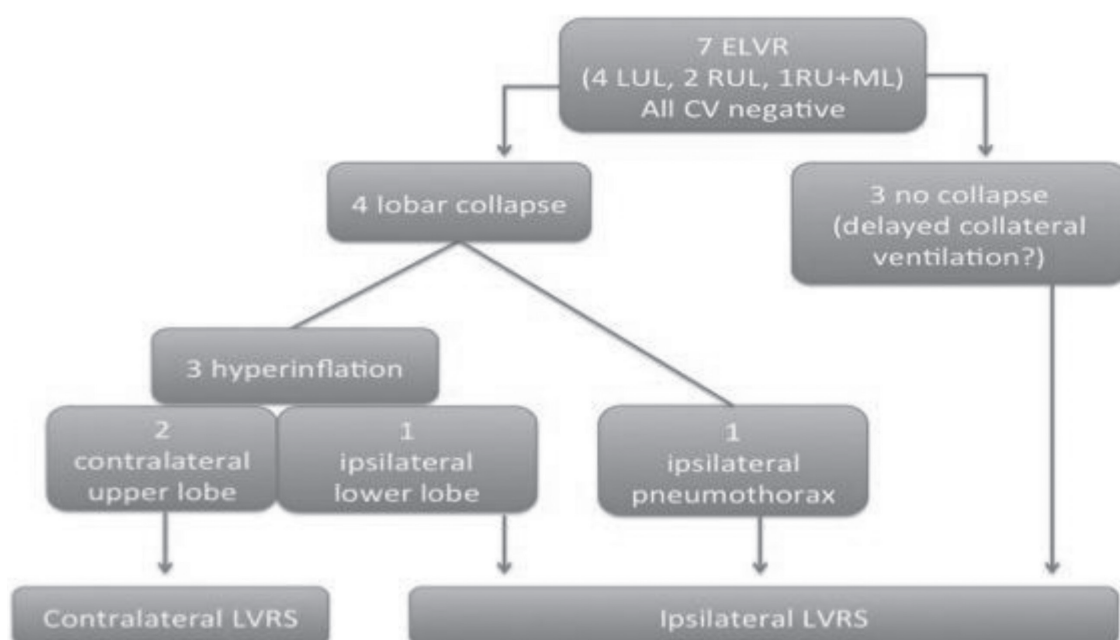 7 ELVR
(4 LUL, 2 RUL, 1RU+ML)
All CV negative
4 lobar collapse
3 no collapse
(delayed collateral
ventilation?)
3 hyperinflation
2
contralateral
upper lobe
1
ipsilateral
lower lobe
1
ipsilateral
pneumothorax
Contralateral LVRS
Ipsilateral LVRS